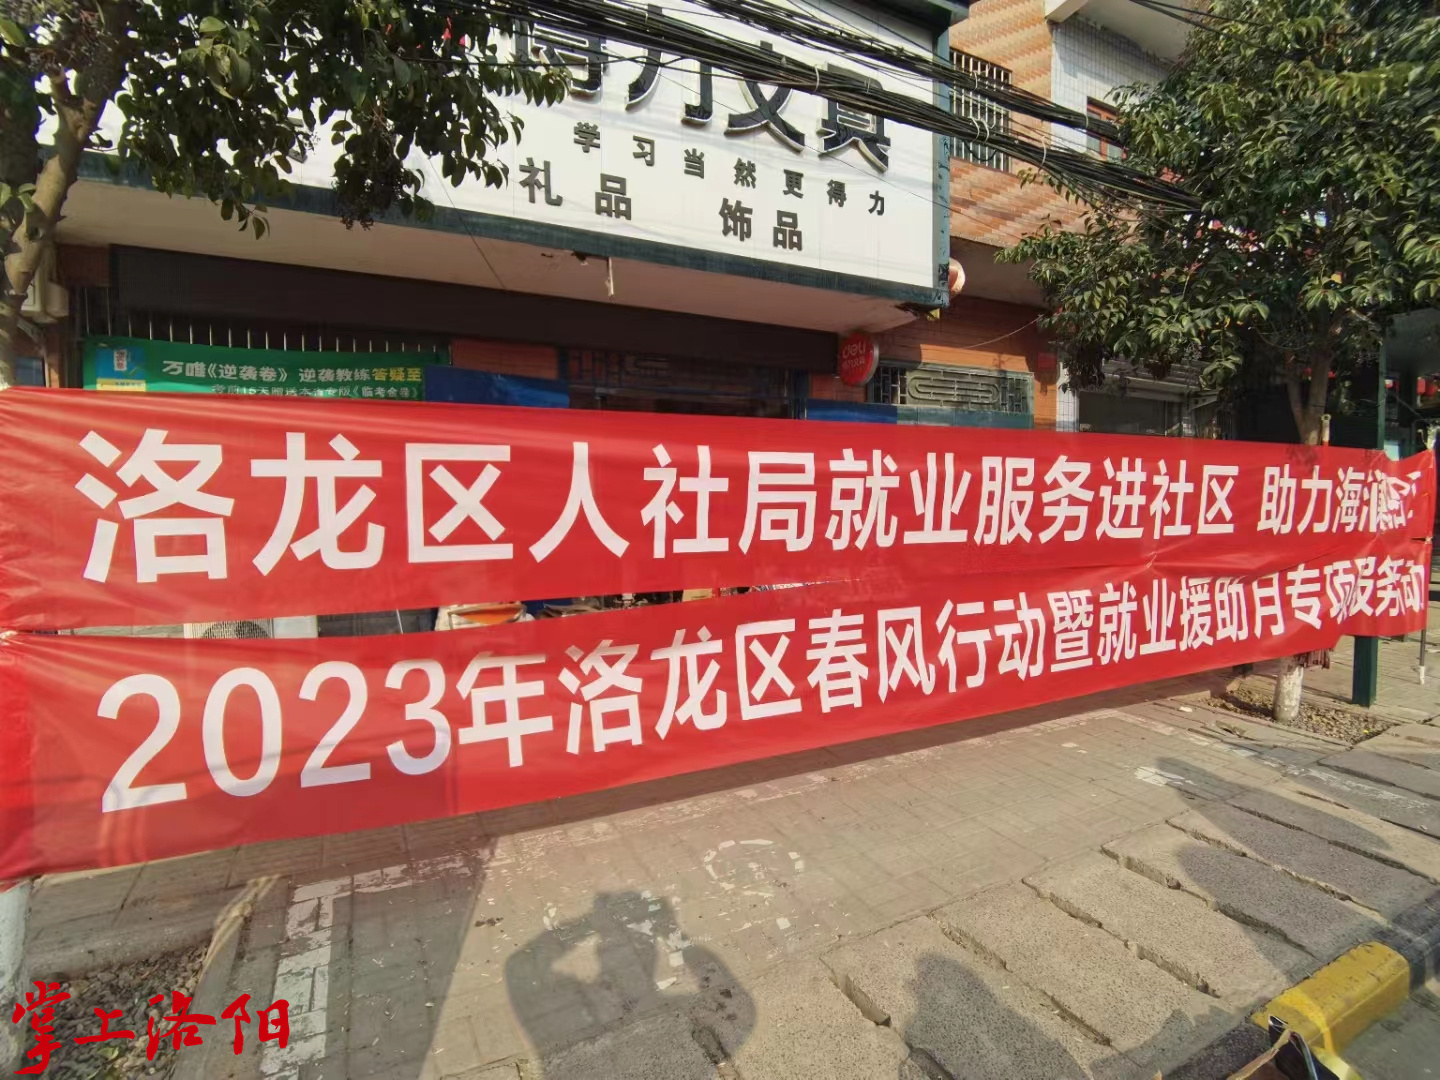 得力文具
学习当然更得力
礼品 饰品
deli
万唯《逆袭卷》逆袭教练答疑至
洛龙区人社局就业服务进社区 助力海
2023年洛龙区春风行动暨就业援助月专项服务动
掌上洛阳